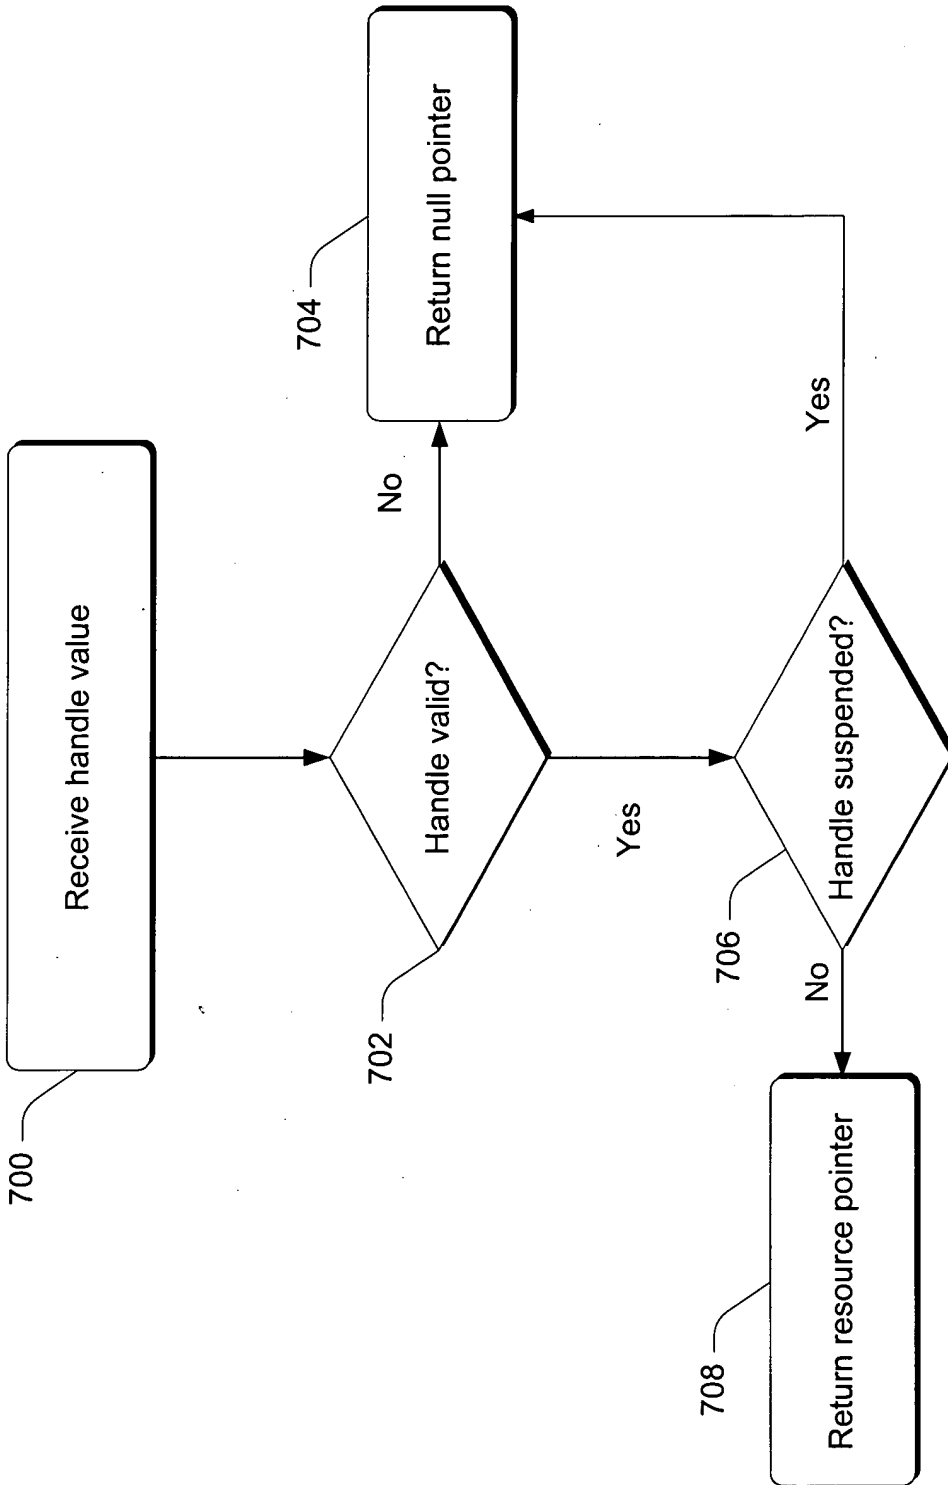 700
Receive handle value
702
Handle valid?
No
704
Return null pointer
Yes
706
Handle suspended?
Yes
No
708
Return resource pointer